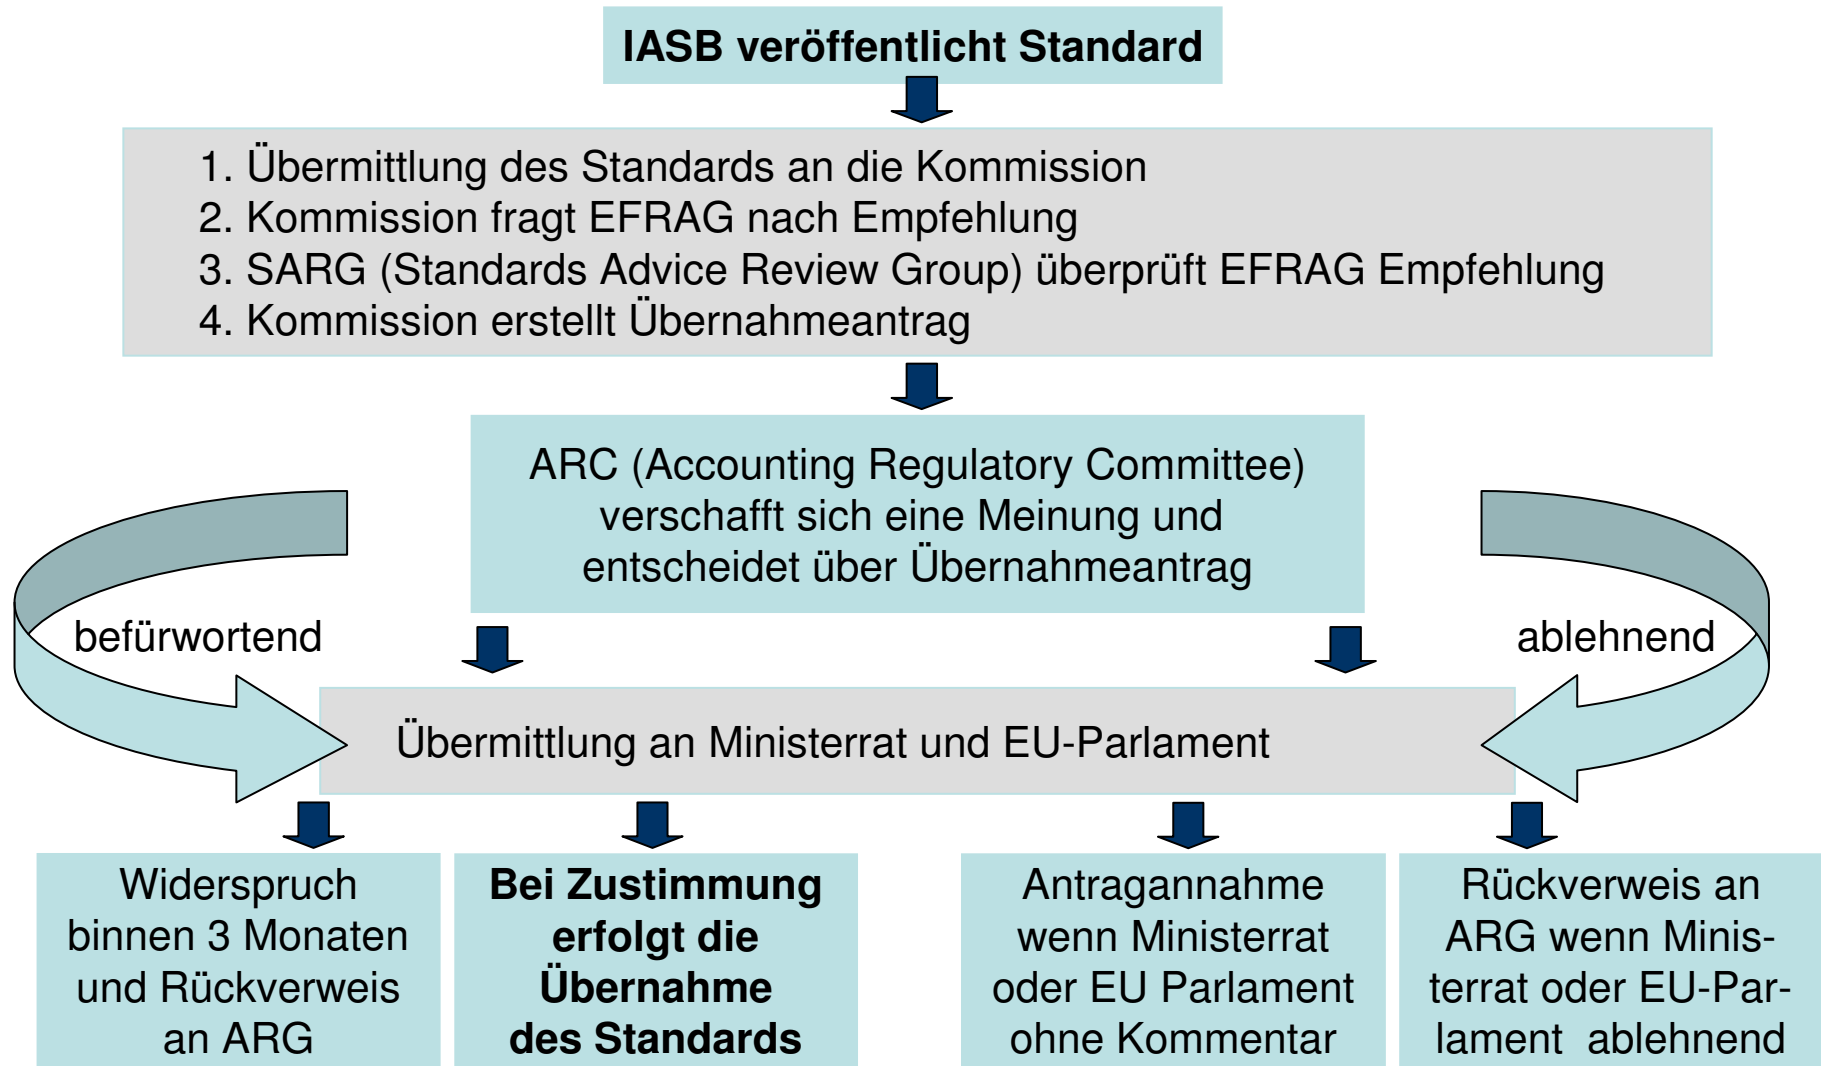 IASB veröffentlicht Standard
1. Übermittlung des Standards an die Kommission
2. Kommission fragt EFRAG nach Empfehlung
3. SARG (Standards Advice Review Group) überprüft EFRAG Empfehlung
4. Kommission erstellt Übernahmeantrag
ARC (Accounting Regulatory Committee)
verschafft sich eine Meinung und
entscheidet über Übernahmeantrag
befürwortend
ablehnend
Übermittlung an Ministerrat und EU-Parlament
Widerspruch
binnen 3 Monaten
und Rückverweis
an ARG
Bei Zustimmung
erfolgt die
Übernahme
des Standards
Antragannahme
wenn Ministerrat
oder EU Parlament
ohne Kommentar
Rückverweis an
ARG wenn Minis-
terrat oder EU-Par-
lament ablehnend